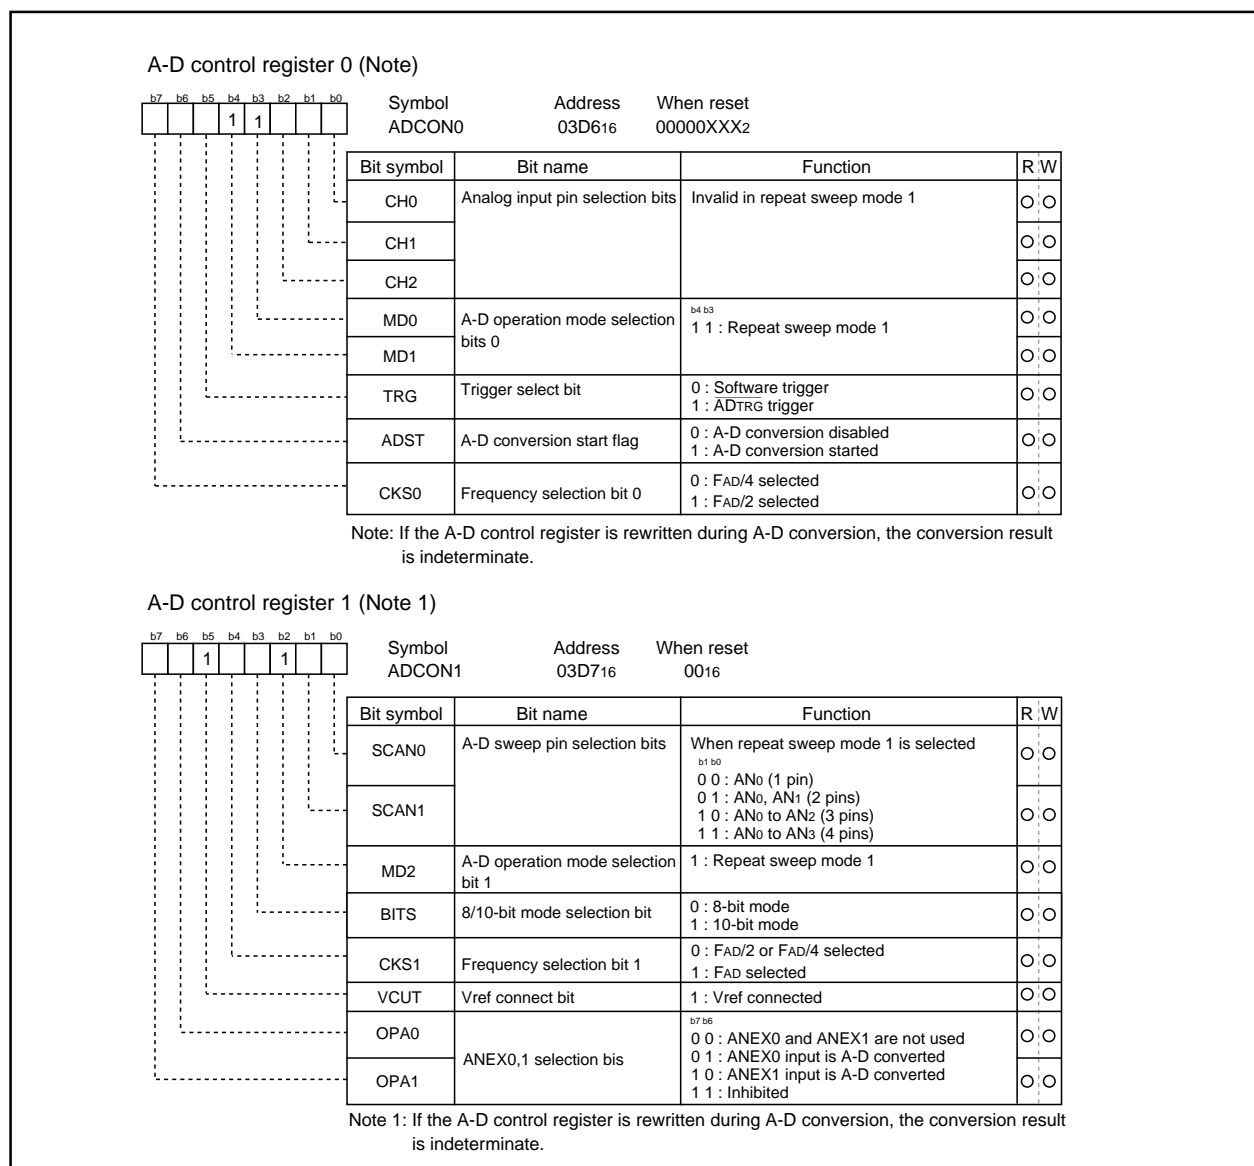 A-D control register 0 (Note)
b7 b6 b5 b4 b3 b2 b1 b0
1 1
Symbol Address When reset
ADCON0 03D616 00000XXX2
Bit symbol Bit name Function R W
CH0 Analog input pin selection bits Invalid in repeat sweep mode 1
CH1
CH2
MD0 A-D operation mode selection bits 0
b4 b3
1 1 : Repeat sweep mode 1
MD1
TRG Trigger select bit
0 : Software trigger
1 : ADTRG trigger
ADST A-D conversion start flag
0 : A-D conversion disabled
1 : A-D conversion started
CKS0 Frequency selection bit 0
0 : FAD/4 selected
1 : FAD/2 selected
Note: If the A-D control register is rewritten during A-D conversion, the conversion result
is indeterminate.
A-D control register 1 (Note 1)
b7 b6 b5 b4 b3 b2 b1 b0
1 1
Symbol Address When reset
ADCON1 03D716 0016
Bit symbol Bit name Function R W
SCAN0 A-D sweep pin selection bits When repeat sweep mode 1 is selected
b1 b0
0 0 : AN0 (1 pin)
0 1 : AN0, AN1 (2 pins)
SCAN1
1 0 : AN0 to AN2 (3 pins)
1 1 : AN0 to AN3 (4 pins)
MD2 A-D operation mode selection bit 1
1 : Repeat sweep mode 1
BITS 8/10-bit mode selection bit
0 : 8-bit mode
1 : 10-bit mode
CKS1 Frequency selection bit 1
0 : FAD/2 or FAD/4 selected
1 : FAD selected
VCUT Vref connect bit 1 : Vref connected
OPA0
OPA1
ANEX0,1 selection bis
b7 b6
0 0 : ANEX0 and ANEX1 are not used
0 1 : ANEX0 input is A-D converted
1 0 : ANEX1 input is A-D converted
1 1 : Inhibited
Note 1: If the A-D control register is rewritten during A-D conversion, the conversion result
is indeterminate.